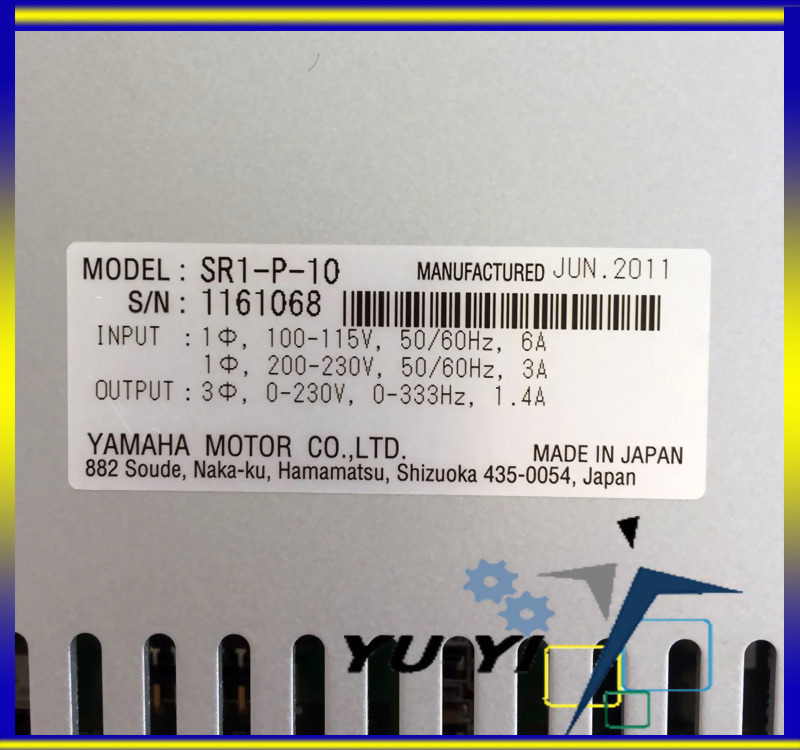 MODEL : SR1-P-10 MANUFACTURED JUN.2011
S/N : 1161068
INPUT : 1Φ, 100-115V, 50/60Hz, 6A
1Φ, 200-230V, 50/60Hz, 3A
OUTPUT : 3Φ, 0-230V, 0-333Hz, 1.4A
YAMAHA MOTOR CO.,LTD. MADE IN JAPAN
882 Soude, Naka-ku, Hamamatsu, Shizuoka 435-0054, Japan
YU YI